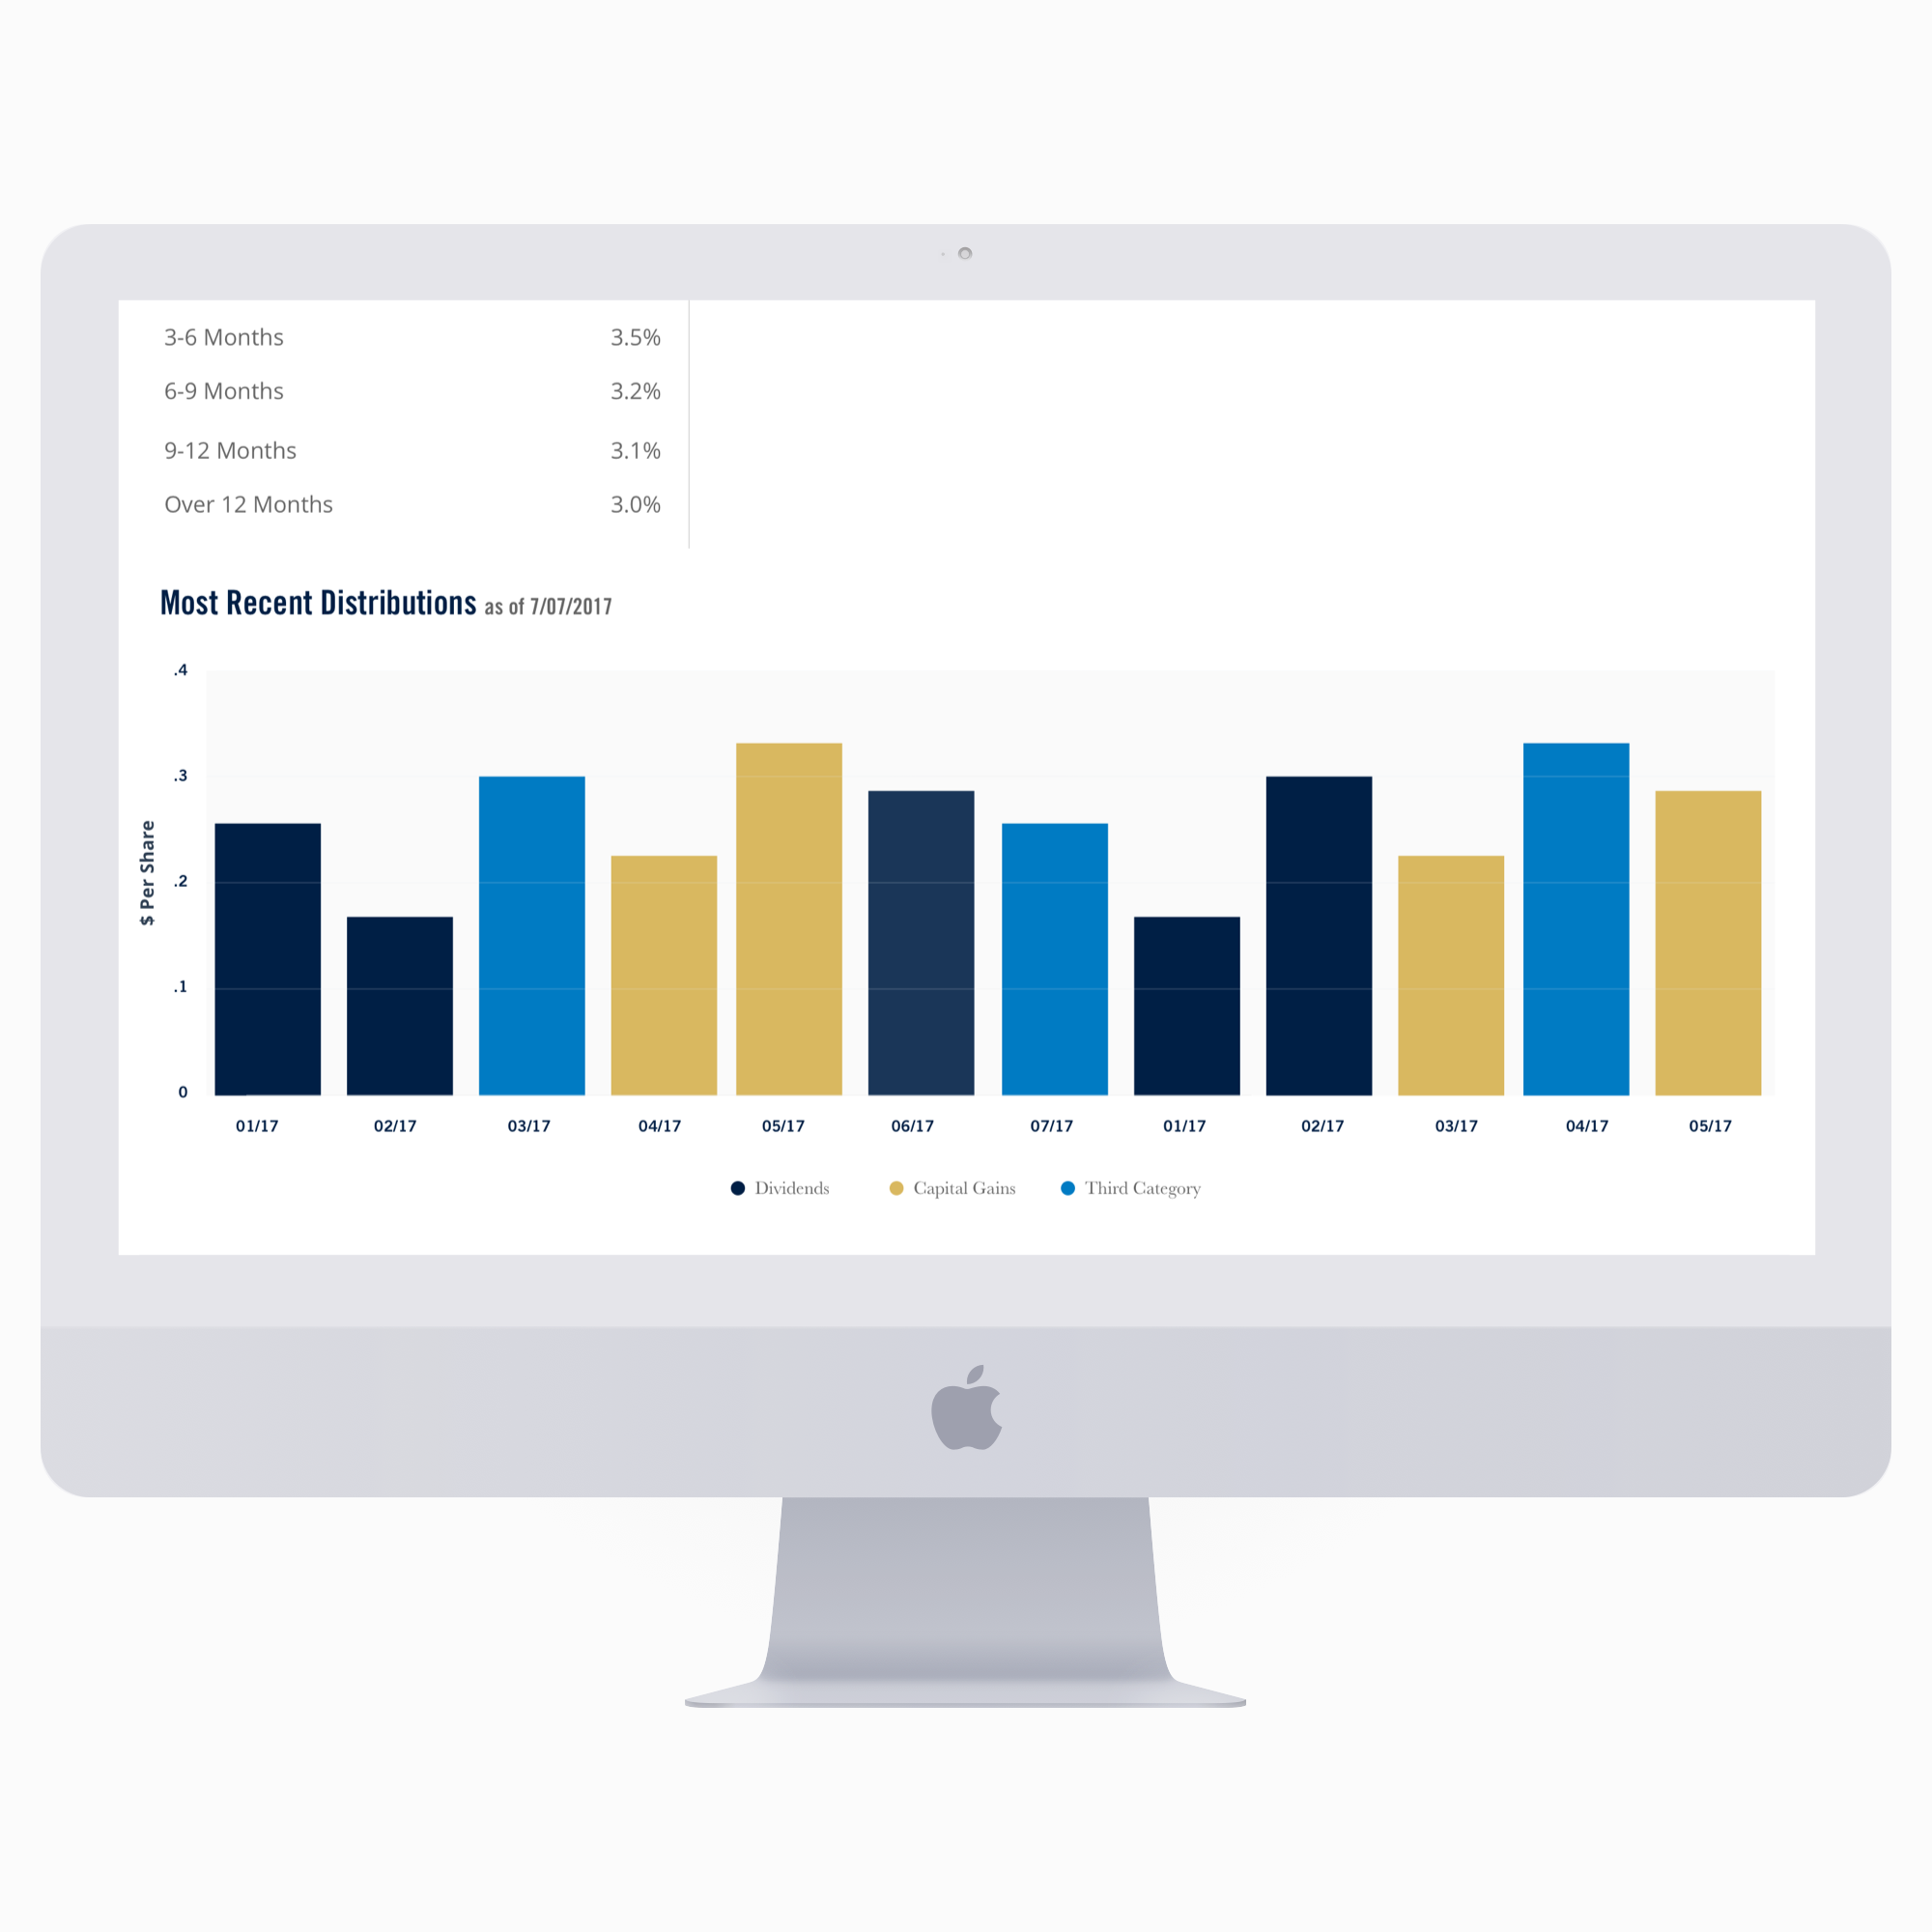 3-6 Months 3.5%
6-9 Months 3.2%
9-12 Months 3.1%
Over 12 Months 3.0%
Most Recent Distributions as of 7/07/2017
$ Per Share
.4
.3
.2
.1
0
01/17 02/17 03/17 04/17 05/17 06/17 07/17 01/17 02/17 03/17 04/17 05/17
Dividends Capital Gains Third Category